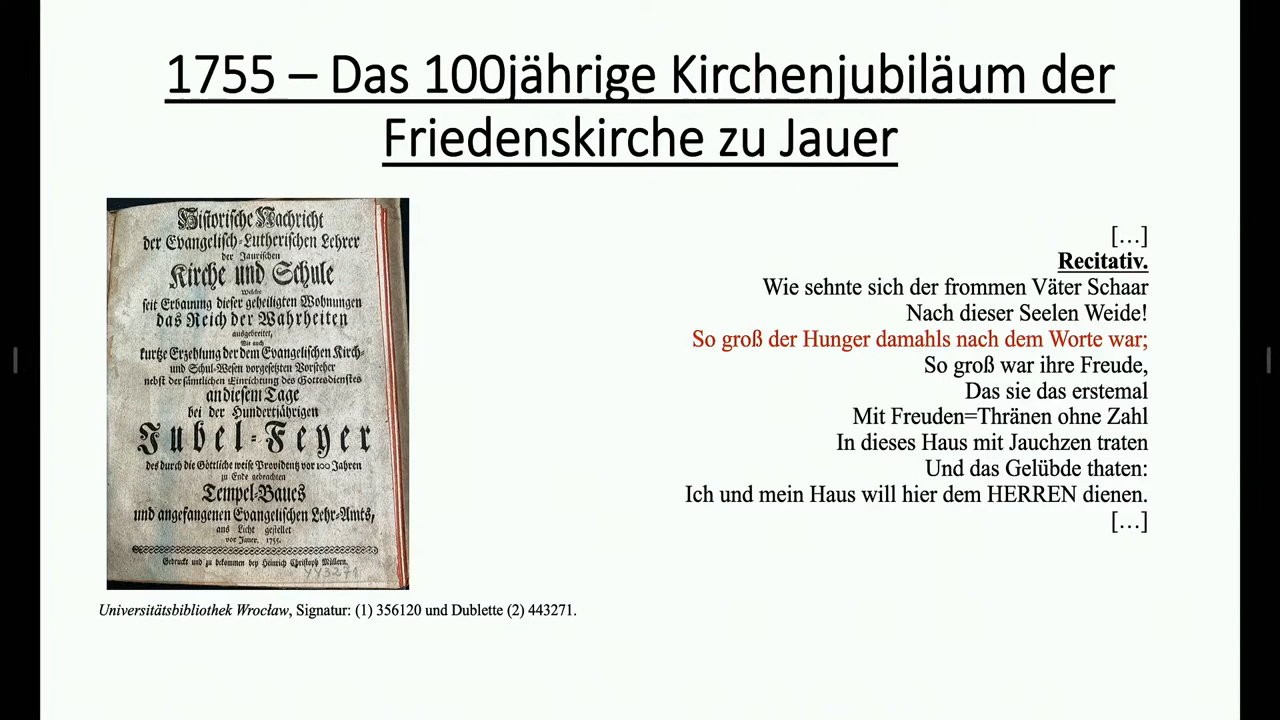 1755 – Das 100jährige Kirchenjubiläum der
Friedenskirche zu Jauer
Historische Nachricht
der Evangelisch-Lutherischen Lehrer
der Jaurischen
Kirche und Schule
Welche
seit Erbauung dieser geheiligten Wohnungen
das Reich der Wahrheiten
ausgebreitet,
Wie auch
kurtze Erzehlung der dem Evangelischen Kirch-
und Schul-Wesen vorgesetzten Vorsteher
nebst der sämtlichen Einrichtung des Gottesdienstes
an diesem Tage
bei der Hundertjährigen
Jubel-Feyer
des durch die Göttliche weise Providentz vor 100 Jahren
zu Ende gebrachten
Tempel-Baues
und angefangenen Evangelischen Lehr-Amts,
ans Licht gestellet
vor Jauer. 1755.
Gedruckt und zu bekommen bey Heinrich Christoph Müllern.
443271
[…]
Recitativ.
Wie sehnte sich der frommen Väter Schaar
Nach dieser Seelen Weide!
So groß der Hunger damahls nach dem Worte war;
So groß war ihre Freude,
Das sie das erstemal
Mit Freuden=Thränen ohne Zahl
In dieses Haus mit Jauchzen traten
Und das Gelübde thaten:
Ich und mein Haus will hier dem HERREN dienen.
[…]
Universitätsbibliothek Wrocław, Signatur: (1) 356120 und Dublette (2) 443271.